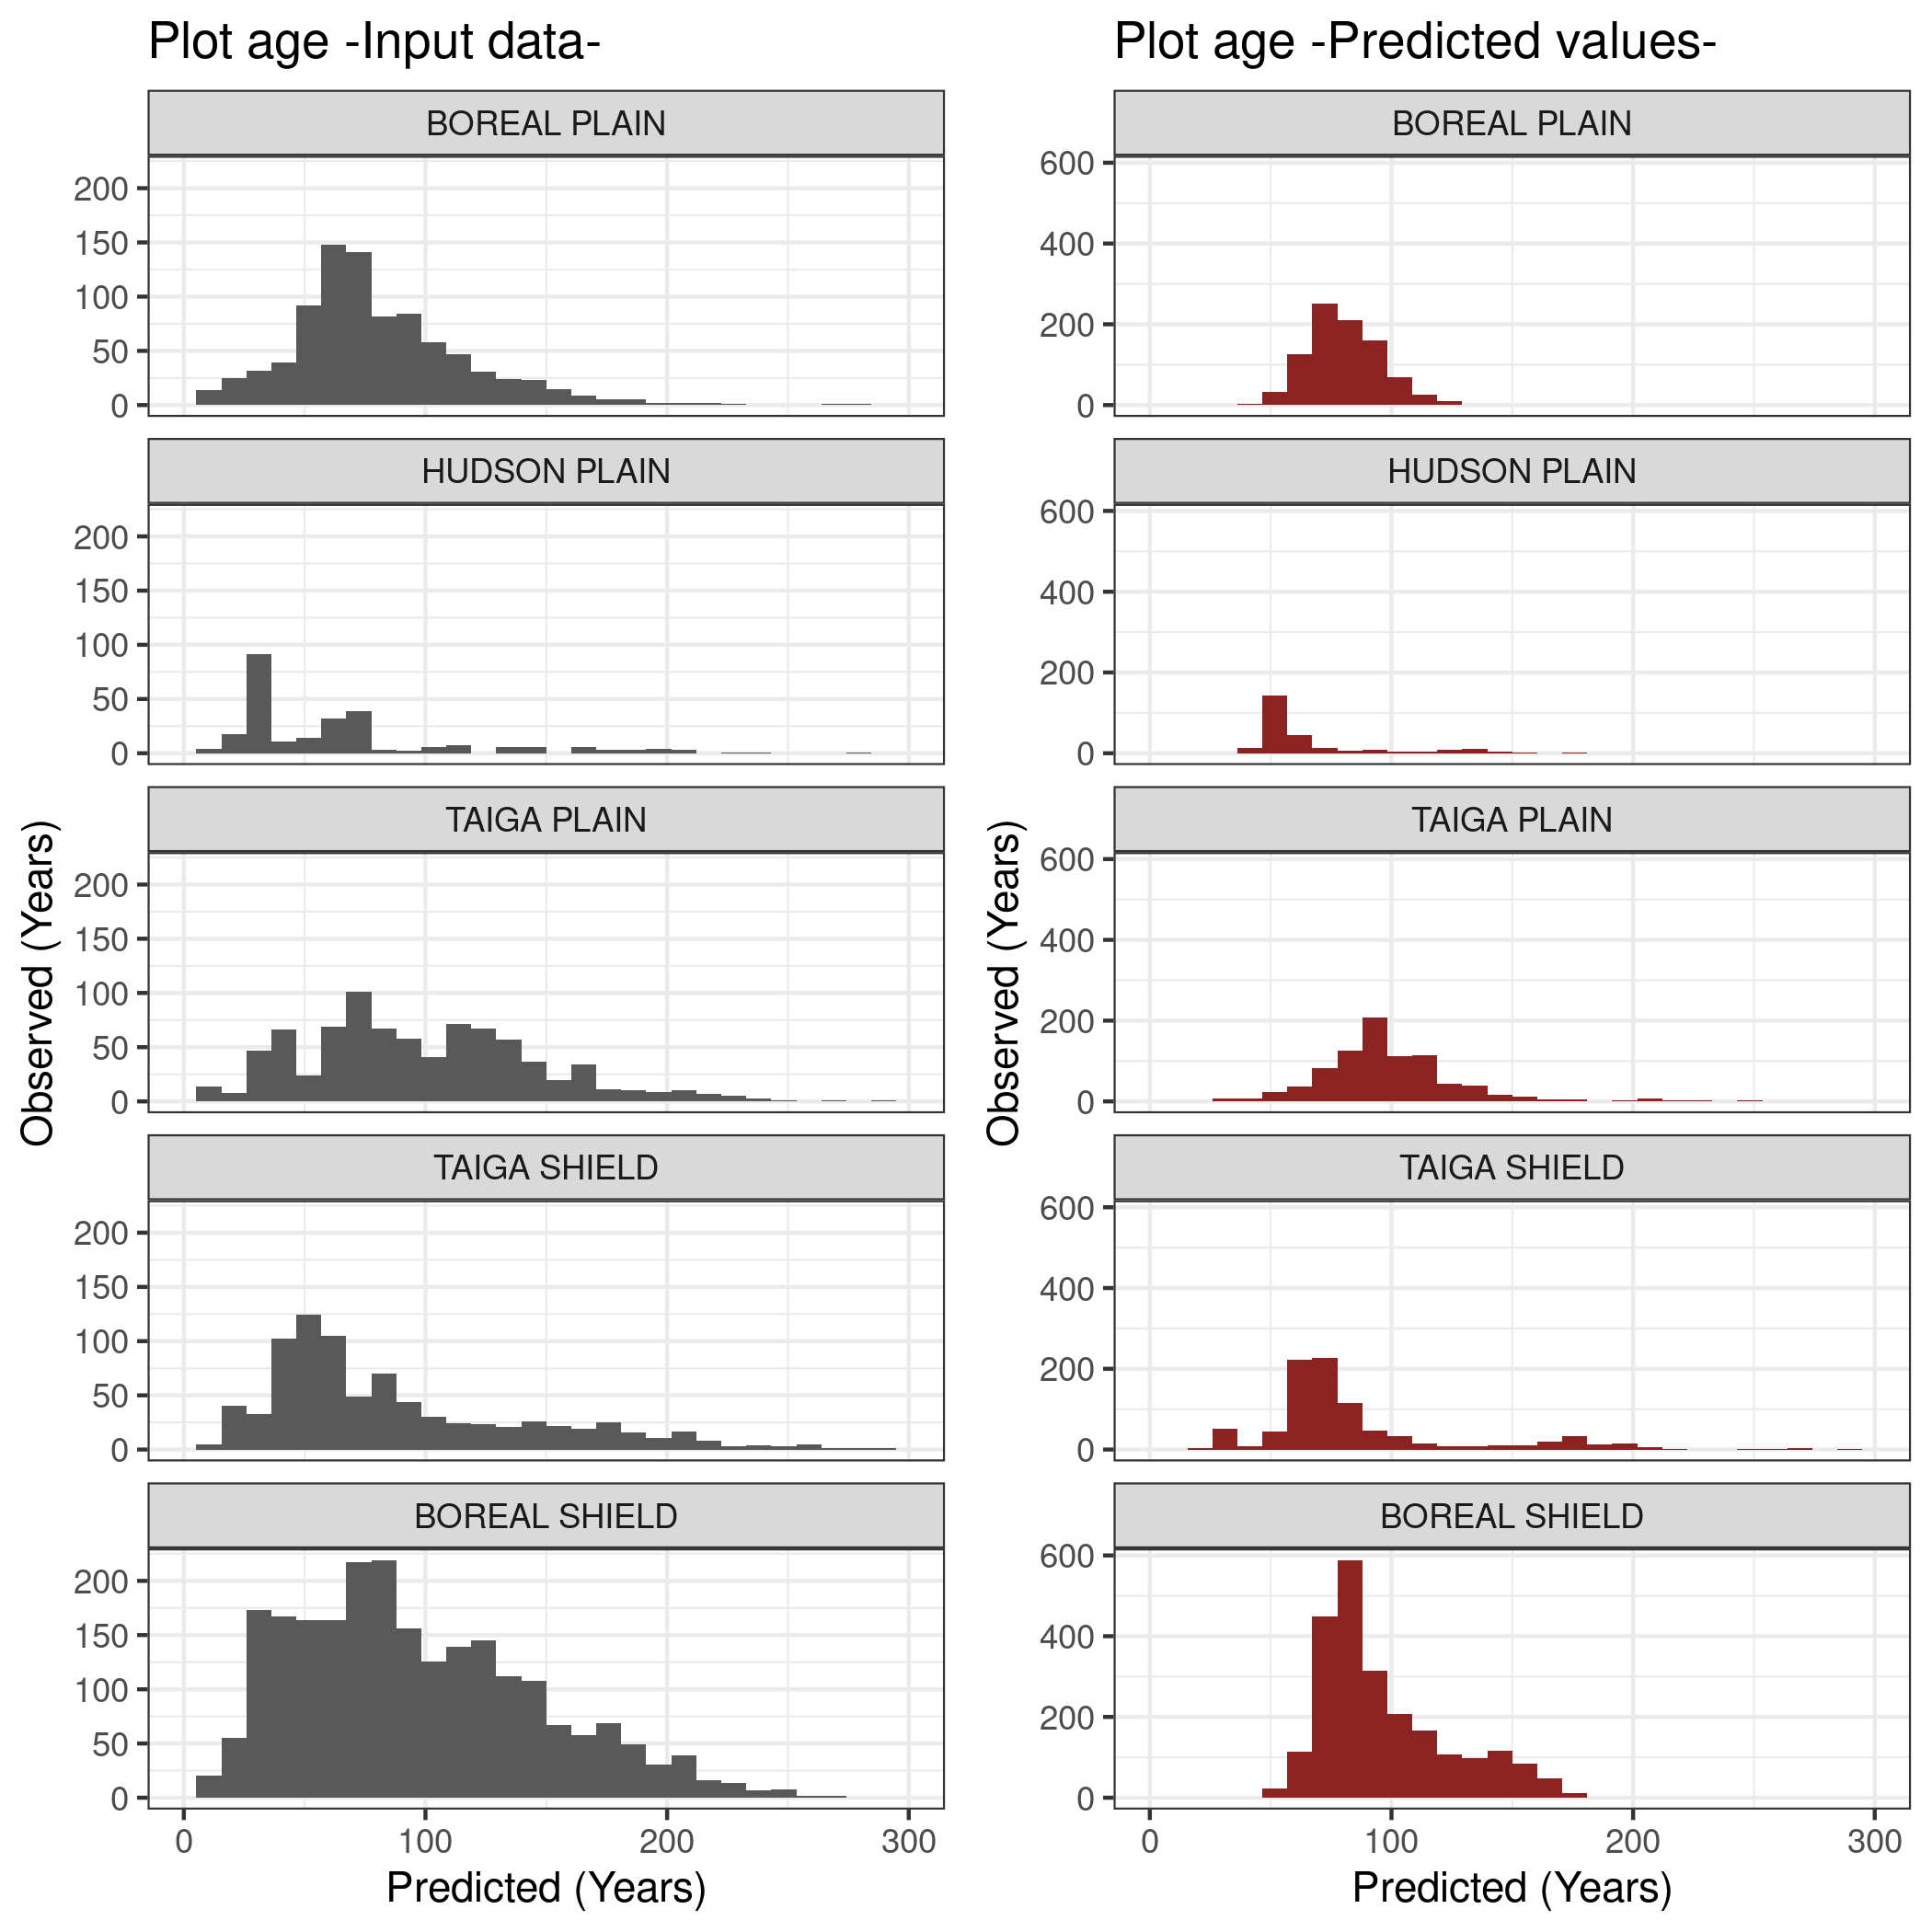 Plot age -Input data-
BOREAL PLAIN
200
150
100
50
0
HUDSON PLAIN
200
150
100
50
0
TAIGA PLAIN
200
150
100
50
0
TAIGA SHIELD
200
150
100
50
0
BOREAL SHIELD
200
150
100
50
0
0 100 200 300
Predicted (Years)
Observed (Years)
Plot age -Predicted values-
BOREAL PLAIN
600
400
200
0
HUDSON PLAIN
600
400
200
0
TAIGA PLAIN
600
400
200
0
TAIGA SHIELD
600
400
200
0
BOREAL SHIELD
600
400
200
0
0 100 200 300
Predicted (Years)
Observed (Years)